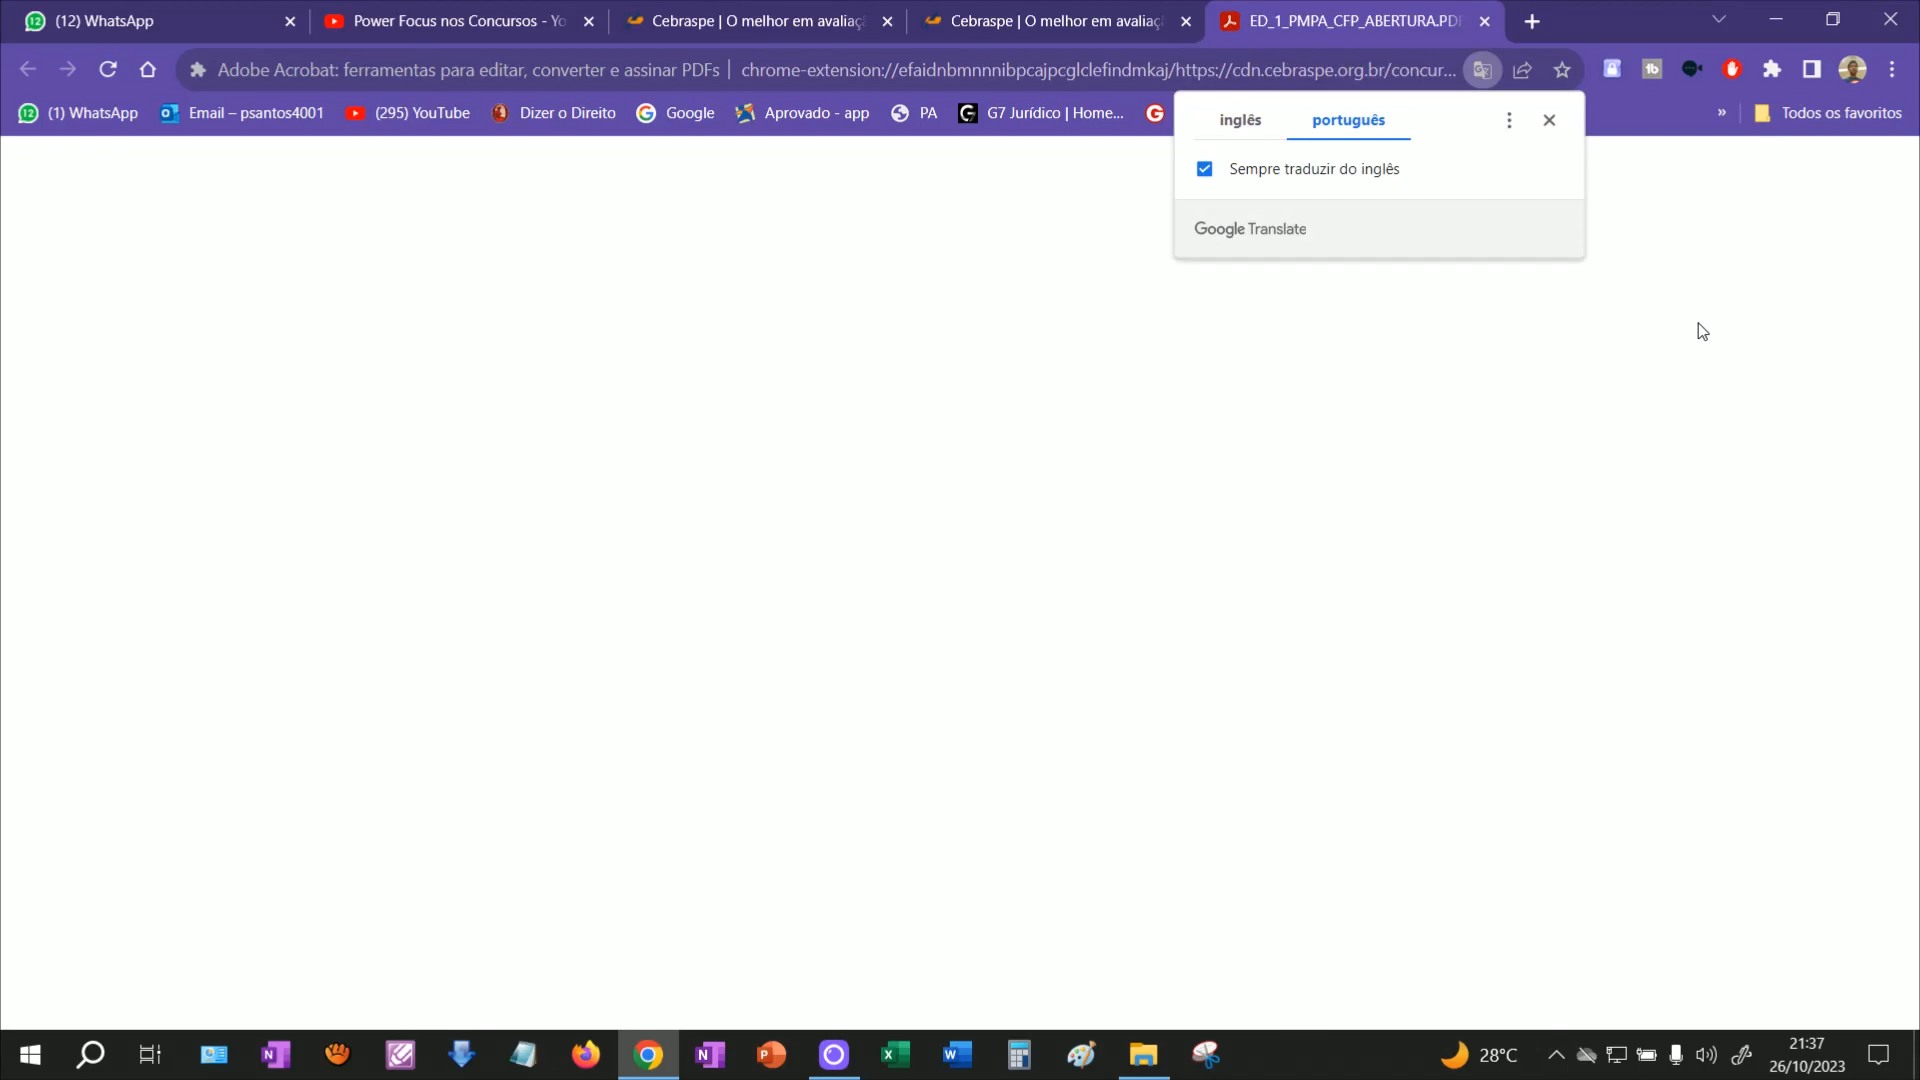 (12) WhatsApp
Power Focus nos Concursos - Yo
Cebraspe | O melhor em avaliaç
Cebraspe | O melhor em avaliaç
ED_1_PMPA_CFP_ABERTURA.PD
Adobe Acrobat: ferramentas para editar, converter e assinar PDFs
chrome-extension://efaidnbmnnnibpcajpcglclefindmkaj/https://cdn.cebraspe.org.br/concur...
(1) WhatsApp
Email – psantos4001
(295) YouTube
Dizer o Direito
Google
Aprovado - app
PA
G7 Jurídico | Home...
» Todos os favoritos
inglês
português
Sempre traduzir do inglês
Google Translate
28°C
21:37
26/10/2023